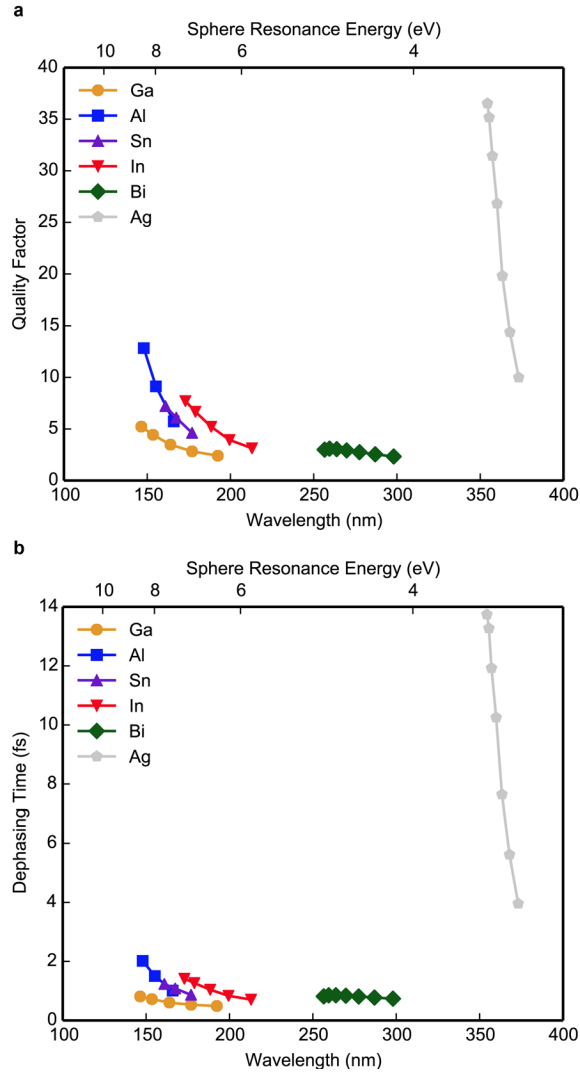 a
Sphere Resonance Energy (eV)
10 8 6 4
40
35
30
25
20
15
10
5
0
Quality Factor
Ga
Al
Sn
In
Bi
Ag
100 150 200 250 300 350 400
Wavelength (nm)
b
Sphere Resonance Energy (eV)
10 8 6 4
14
12
10
8
6
4
2
0
Dephasing Time (fs)
Ga
Al
Sn
In
Bi
Ag
100 150 200 250 300 350 400
Wavelength (nm)